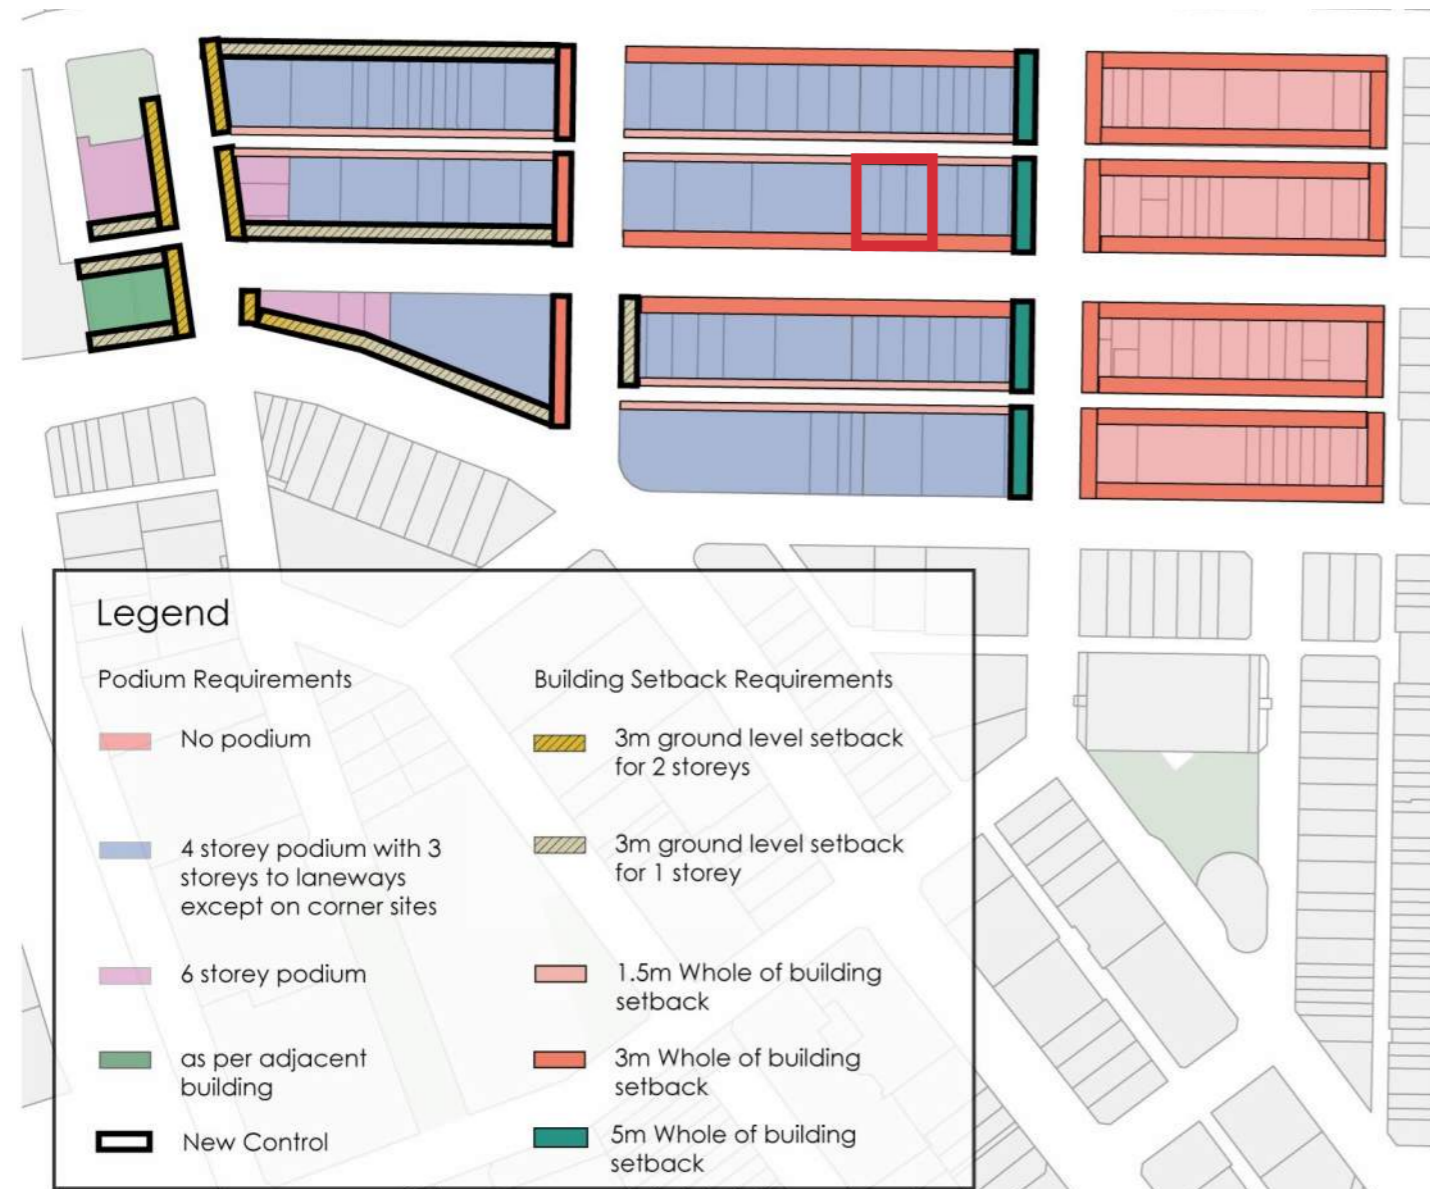 Legend
Podium Requirements
No podium
4 storey podium with 3
storeys to laneways
except on corner sites
6 storey podium
as per adjacent
building
New Control
Building Setback Requirements
3m ground level setback
for 2 storeys
3m ground level setback
for 1 storey
1.5m Whole of building
setback
3m Whole of building
setback
5m Whole of building
setback